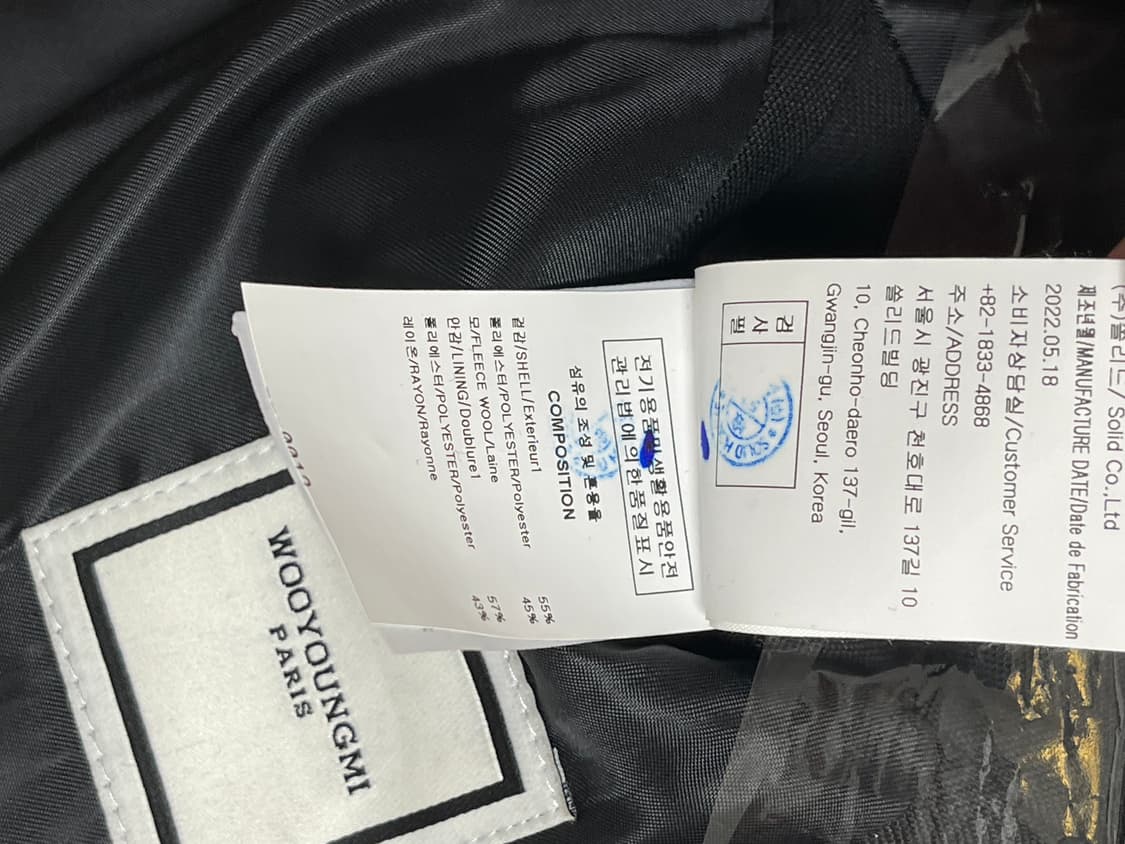 (주)쏠리드/ Solid Co.,Ltd
제조년월/MANUFACTURE DATE/Date de Fabrication
2022.05.18
소비자상담실/Customer Service
+82-1833-4868
주소/ADDRESS
서울시 광진구 천호대로 137길 10
쏠리드빌딩
10, Cheonho-daero 137-gil,
Gwangjin-gu, Seoul, Korea
검사필
전기용품및생활용품안전
관리법에의한품질표시
섬유의 조성 및 혼용율
COMPOSITION
겉감/SHELL/Exterieur1
폴리에스터/POLYESTER/Polyester 55%
모/FLEECE WOOL/Laine 45%
안감/LINING/Doublure1
폴리에스터/POLYESTER/Polyester 57%
레이온/RAYON/Rayonne 43%
WOOYOUNGMI
PARIS